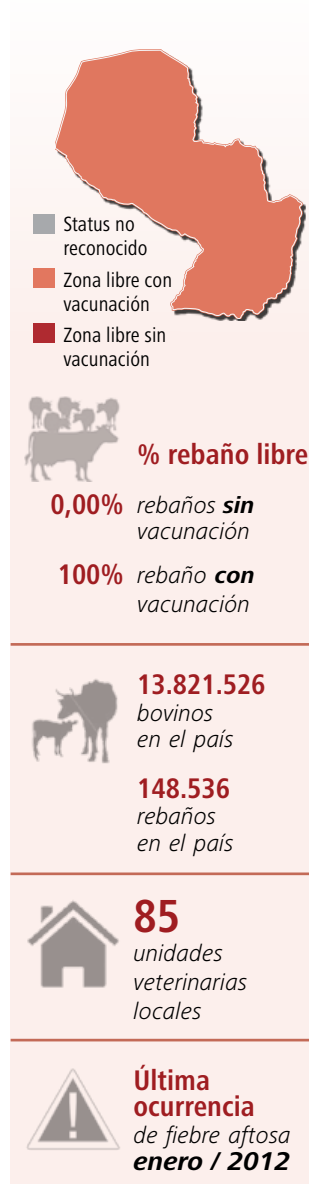 Status no
reconocido
Zona libre con
vacunación
Zona libre sin
vacunación
% rebaño libre
0,00% rebaños sin
vacunación
100% rebaño con
vacunación
13.821.526
bovinos
en el país
148.536
rebaños
en el país
85
unidades
veterinarias
locales
Última
ocurrencia
de fiebre aftosa
enero / 2012